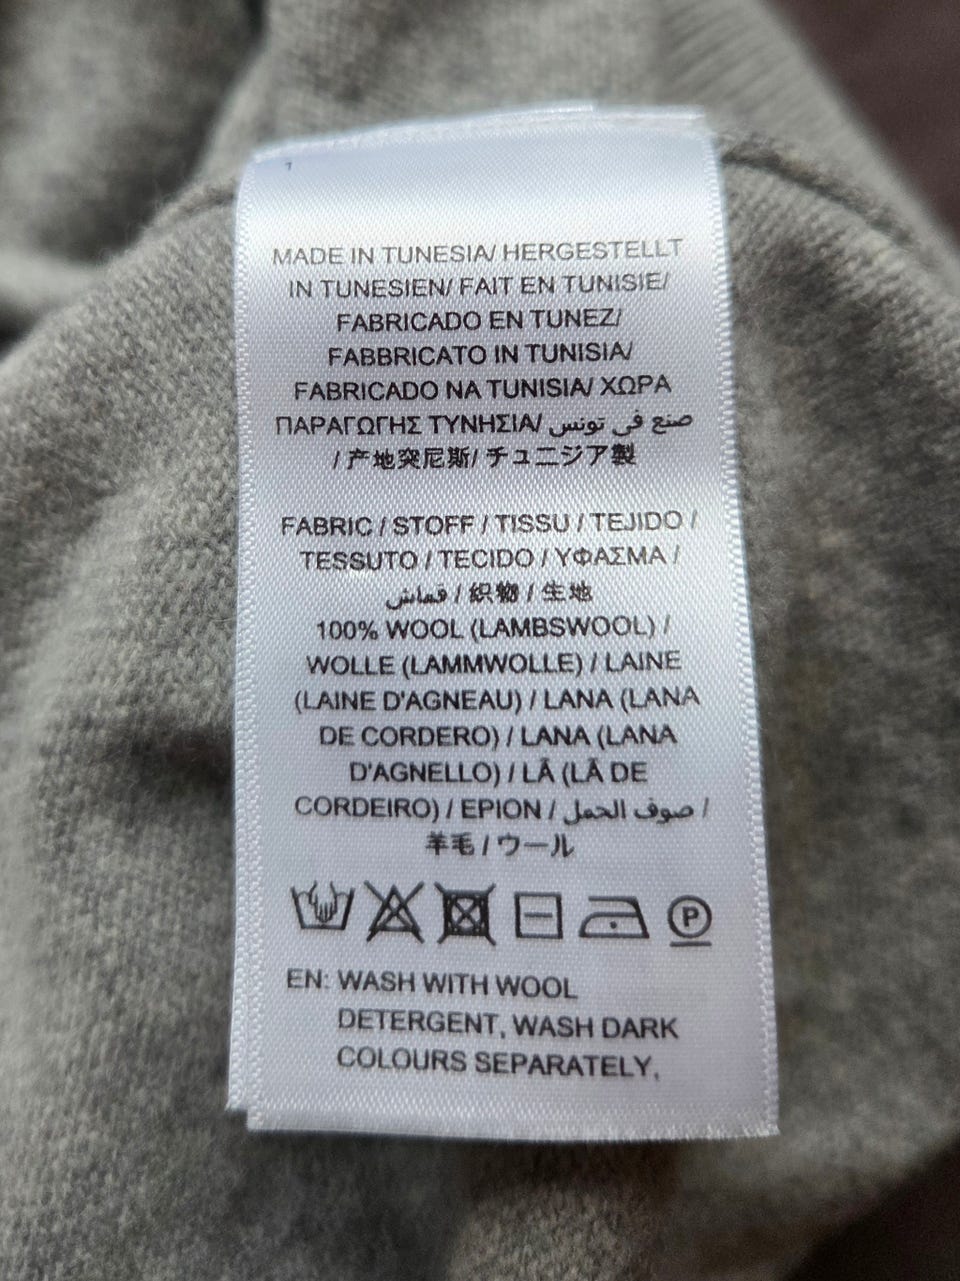 MADE IN TUNESIA/ HERGESTELLT
IN TUNESIEN/ FAIT EN TUNISIE/
FABRICADO EN TUNEZ/
FABBRICATO IN TUNISIA/
FABRICADO NA TUNISIA/ ΧΩΡΑ
ΠΑΡΑΓΩΓΗΣ ΤΥΝΗΣΙΑ/ صنع في تونس
/ 产地突尼斯/ チュニジア製
FABRIC / STOFF / TISSU / TEJIDO /
TESSUTO / TECIDO / ΥΦΑΣΜΑ /
قماش / 织物 / 生地
100% WOOL (LAMBSWOOL) /
WOLLE (LAMMWOLLE) / LAINE
(LAINE D'AGNEAU) / LANA (LANA
DE CORDERO) / LANA (LANA
D'AGNELLO) / LÃ (LÃ DE
CORDEIRO) / EPION / صوف الحمل /
羊毛 / ウール
P
EN: WASH WITH WOOL
DETERGENT, WASH DARK
COLOURS SEPARATELY,